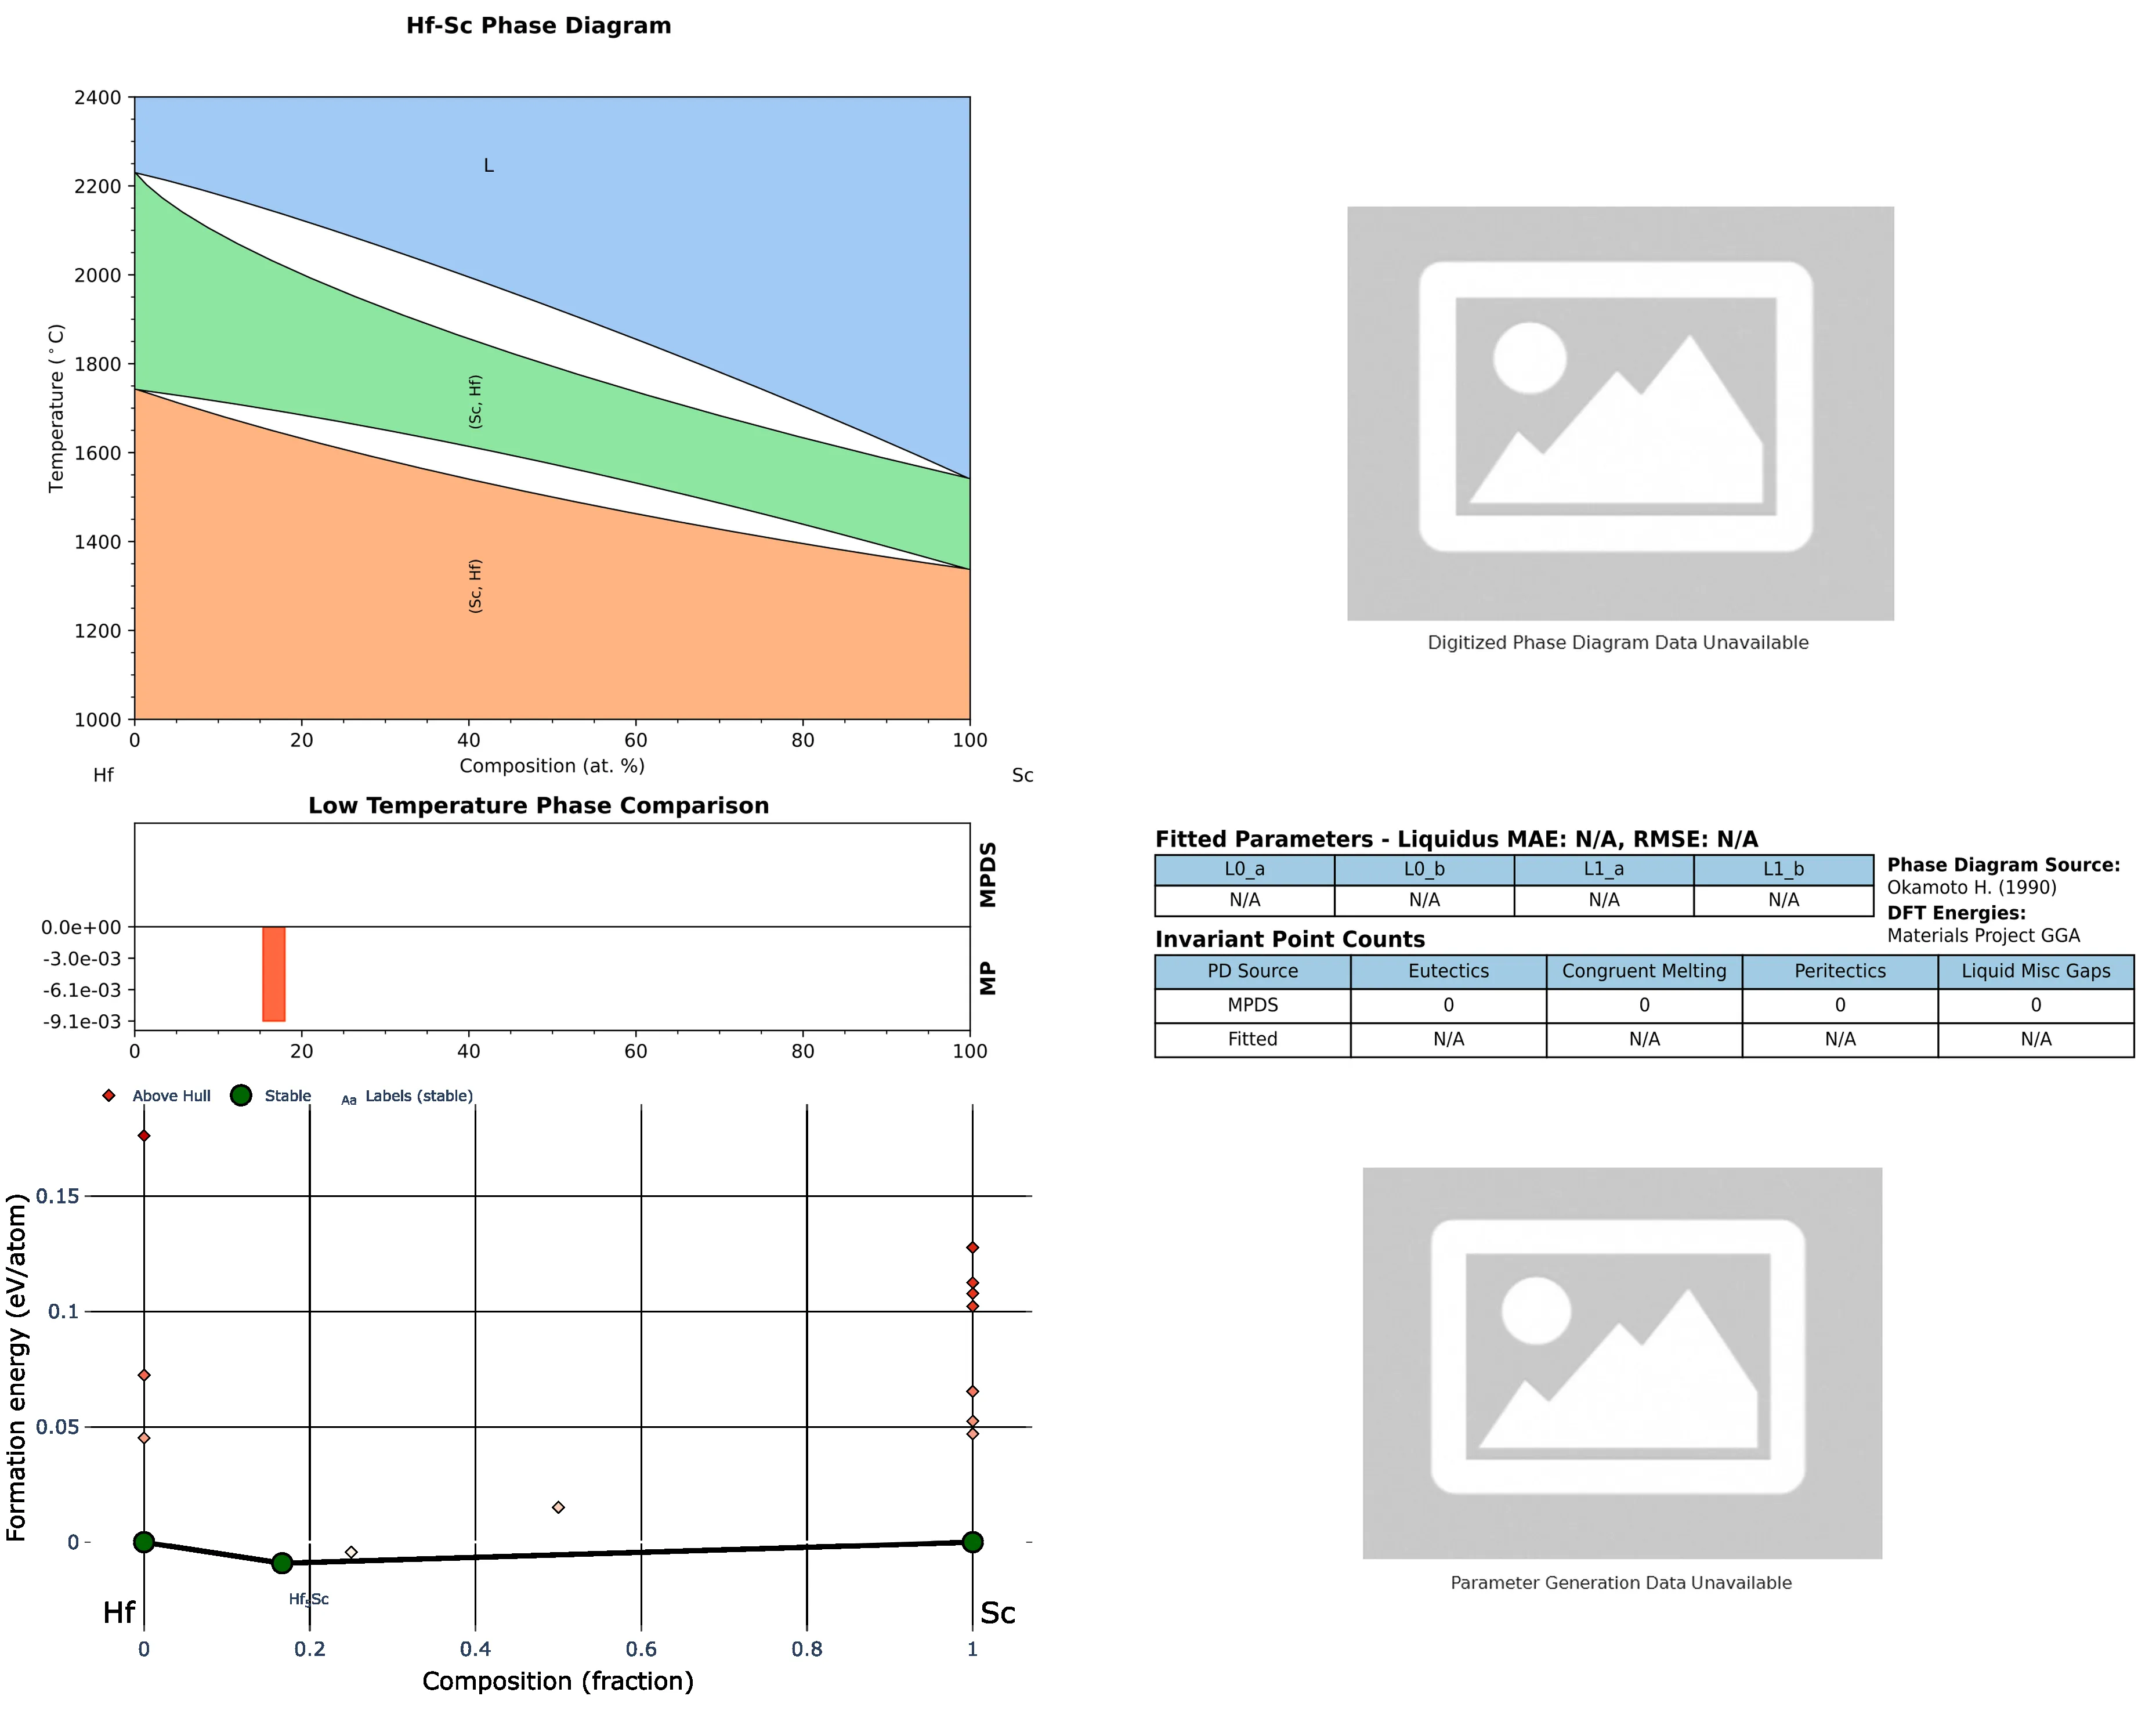 Hf-Sc Phase Diagram
2400
2200
2000
1800
1600
1400
1200
1000
Temperature (°C)
L
(Sc, Hf)
(Sc, Hf)
0 20 40 60 80 100
Composition (at. %)
Hf Sc
Digitized Phase Diagram Data Unavailable
Low Temperature Phase Comparison
MPDS
MP
0.0e+00
-3.0e-03
-6.1e-03
-9.1e-03
0 20 40 60 80 100
Fitted Parameters - Liquidus MAE: N/A, RMSE: N/A
L0_a L0_b L1_a L1_b
N/A N/A N/A N/A
Phase Diagram Source:
Okamoto H. (1990)
DFT Energies:
Materials Project GGA
Invariant Point Counts
PD Source Eutectics Congruent Melting Peritectics Liquid Misc Gaps
MPDS 0 0 0 0
Fitted N/A N/A N/A N/A
Above Hull Stable Aa Labels (stable)
0.15
0.1
0.05
0
Formation energy (eV/atom)
Hf₅Sc
Hf Sc
0 0.2 0.4 0.6 0.8 1
Composition (fraction)
Parameter Generation Data Unavailable